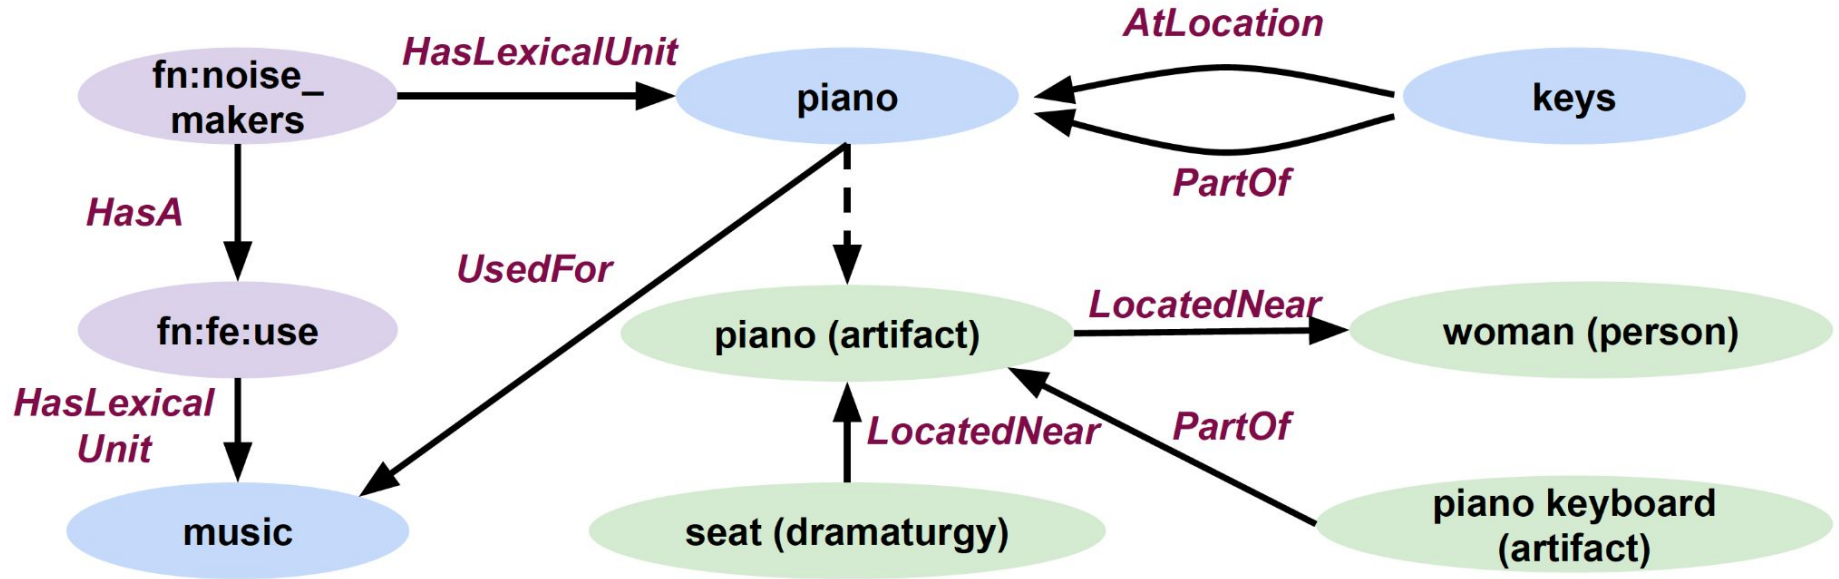 AtLocation
HasLexicalUnit
fn:noise_
makers
piano
keys
PartOf
HasA
UsedFor
LocatedNear
fn:fe:use
piano (artifact)
woman (person)
HasLexical
Unit
LocatedNear
PartOf
music
seat (dramaturgy)
piano keyboard
(artifact)